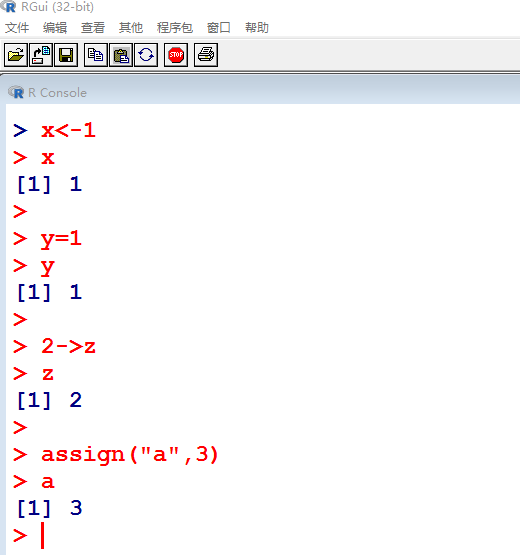 RGui (32-bit)
文件 编辑 查看 其他 程序包 窗口 帮助
STOP
R Console
> x<-1
> x
[1] 1
>
> y=1
> y
[1] 1
>
> 2->z
> z
[1] 2
>
> assign("a",3)
> a
[1] 3
>